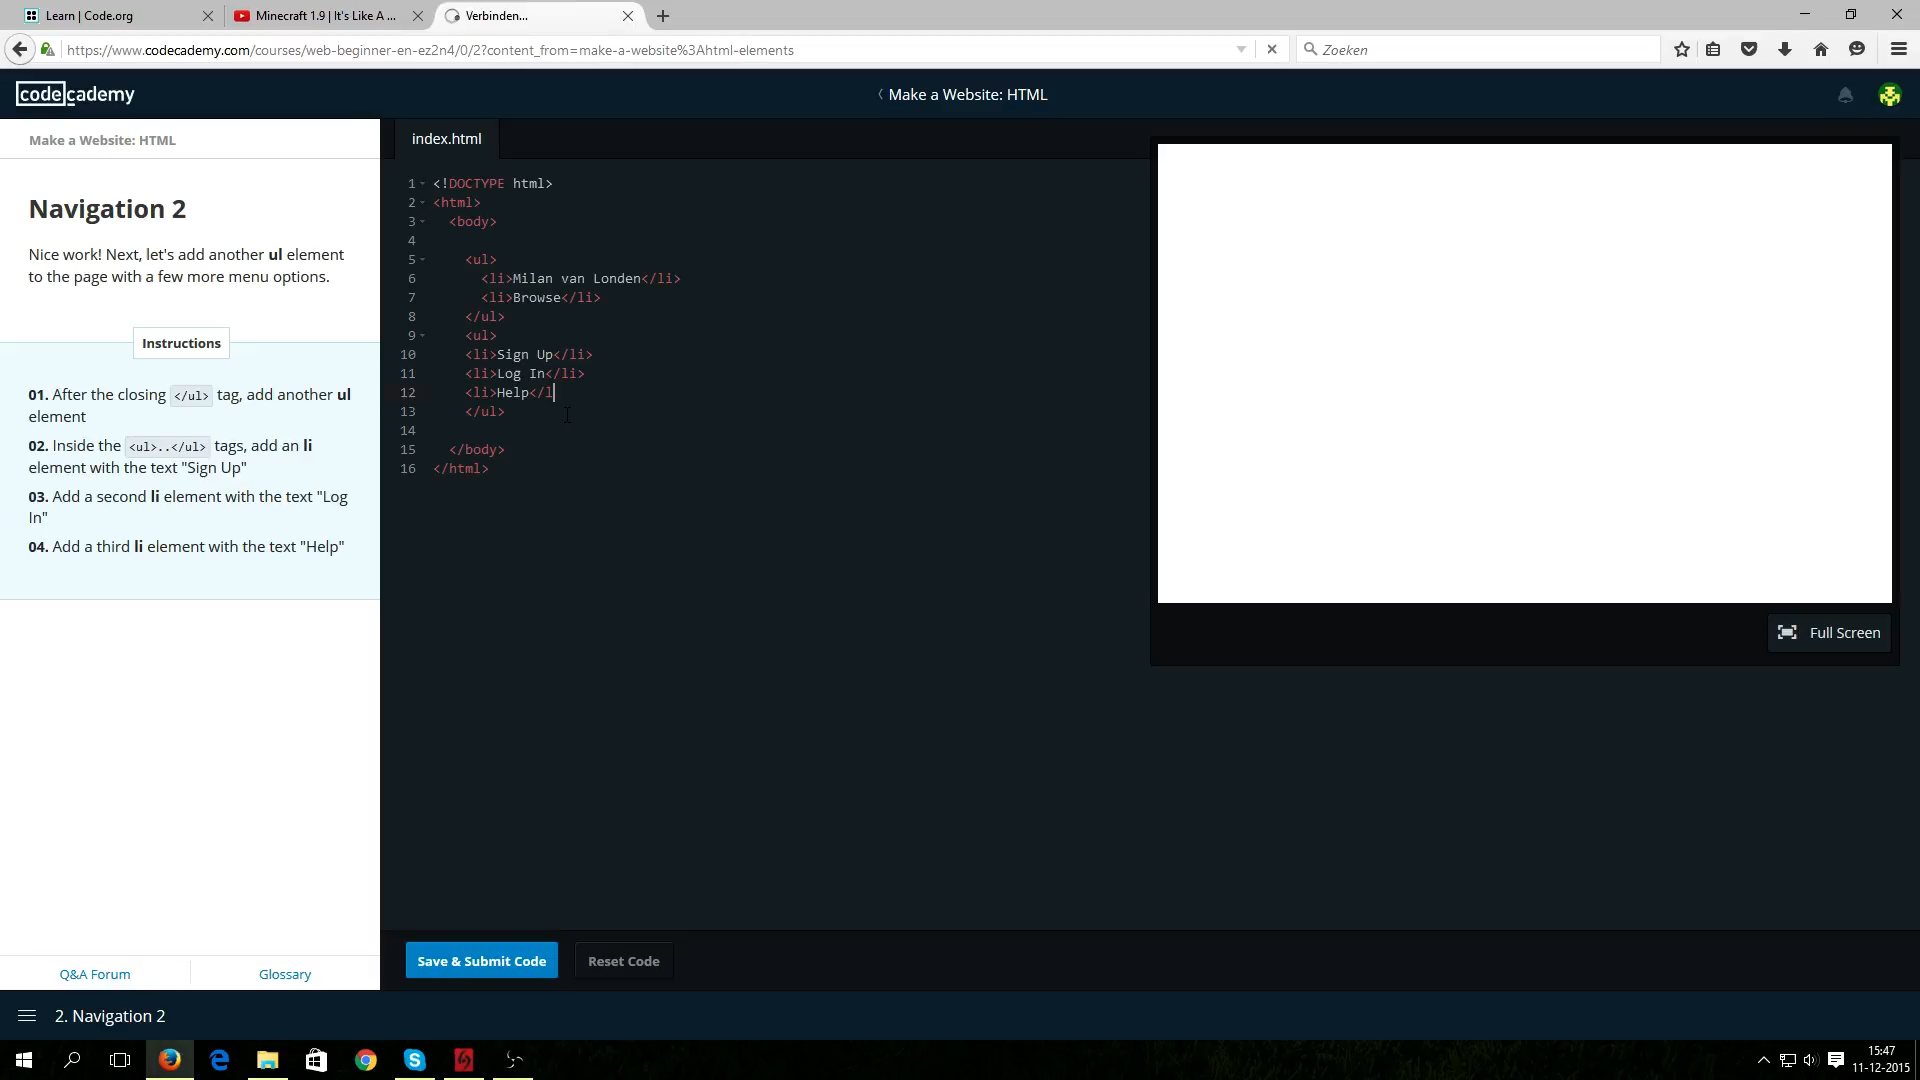 Learn | Code.org
Minecraft 1.9 | It's Like A ...
Verbinden...
https://www.codecademy.com/courses/web-beginner-en-ez2n4/0/2?content_from=make-a-website%3Ahtml-elements
Zoeken
codecademy
Make a Website: HTML
Make a Website: HTML
index.html
Navigation 2
Nice work! Next, let's add another ul element
to the page with a few more menu options.
Instructions
01. After the closing </ul> tag, add another ul
element
02. Inside the <ul>..</ul> tags, add an li
element with the text "Sign Up"
03. Add a second li element with the text "Log
In"
04. Add a third li element with the text "Help"
1 <!DOCTYPE html>
2 <html>
3 <body>
4
5 <ul>
6 <li>Milan van Londen</li>
7 <li>Browse</li>
8 </ul>
9 <ul>
10 <li>Sign Up</li>
11 <li>Log In</li>
12 <li>Help</l
13 </ul>
14
15 </body>
16 </html>
Full Screen
Save & Submit Code
Reset Code
Q&A Forum
Glossary
2. Navigation 2
15:47
11-12-2015